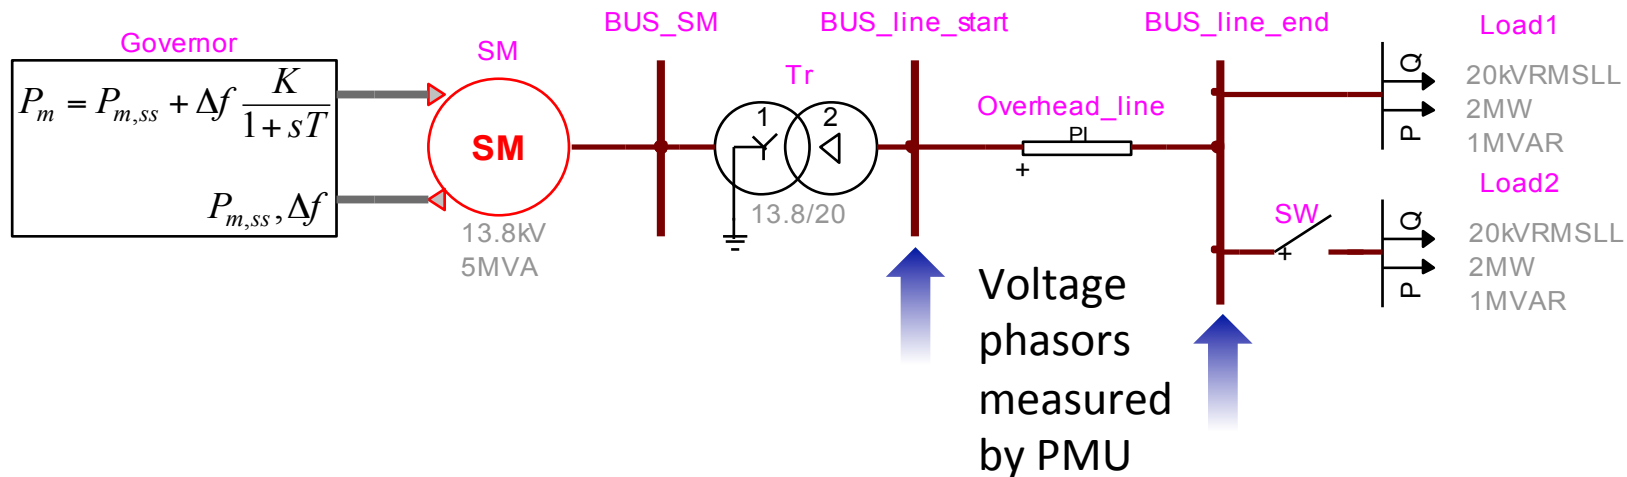 Governor
P_m = P_{m,ss} + Δf K/(1+sT)
P_{m,ss}, Δf
SM
SM
13.8kV
5MVA
BUS_SM
Tr
1
2
13.8/20
BUS_line_start
Overhead_line
PI
+
BUS_line_end
Load1
Q
P
20kVRMSLL
2MW
1MVAR
Load2
SW
+
Q
P
20kVRMSLL
2MW
1MVAR
Voltage
phasors
measured
by PMU